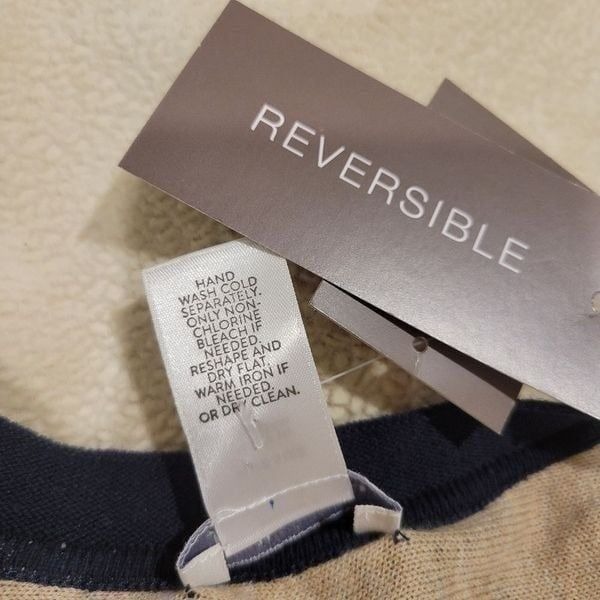 REVERSIBLE
HAND
WASH COLD
SEPARATELY.
ONLY NON-
CHLORINE
BLEACH IF
NEEDED.
RESHAPE AND
DRY FLAT.
WARM IRON IF
NEEDED.
OR DRY CLEAN.